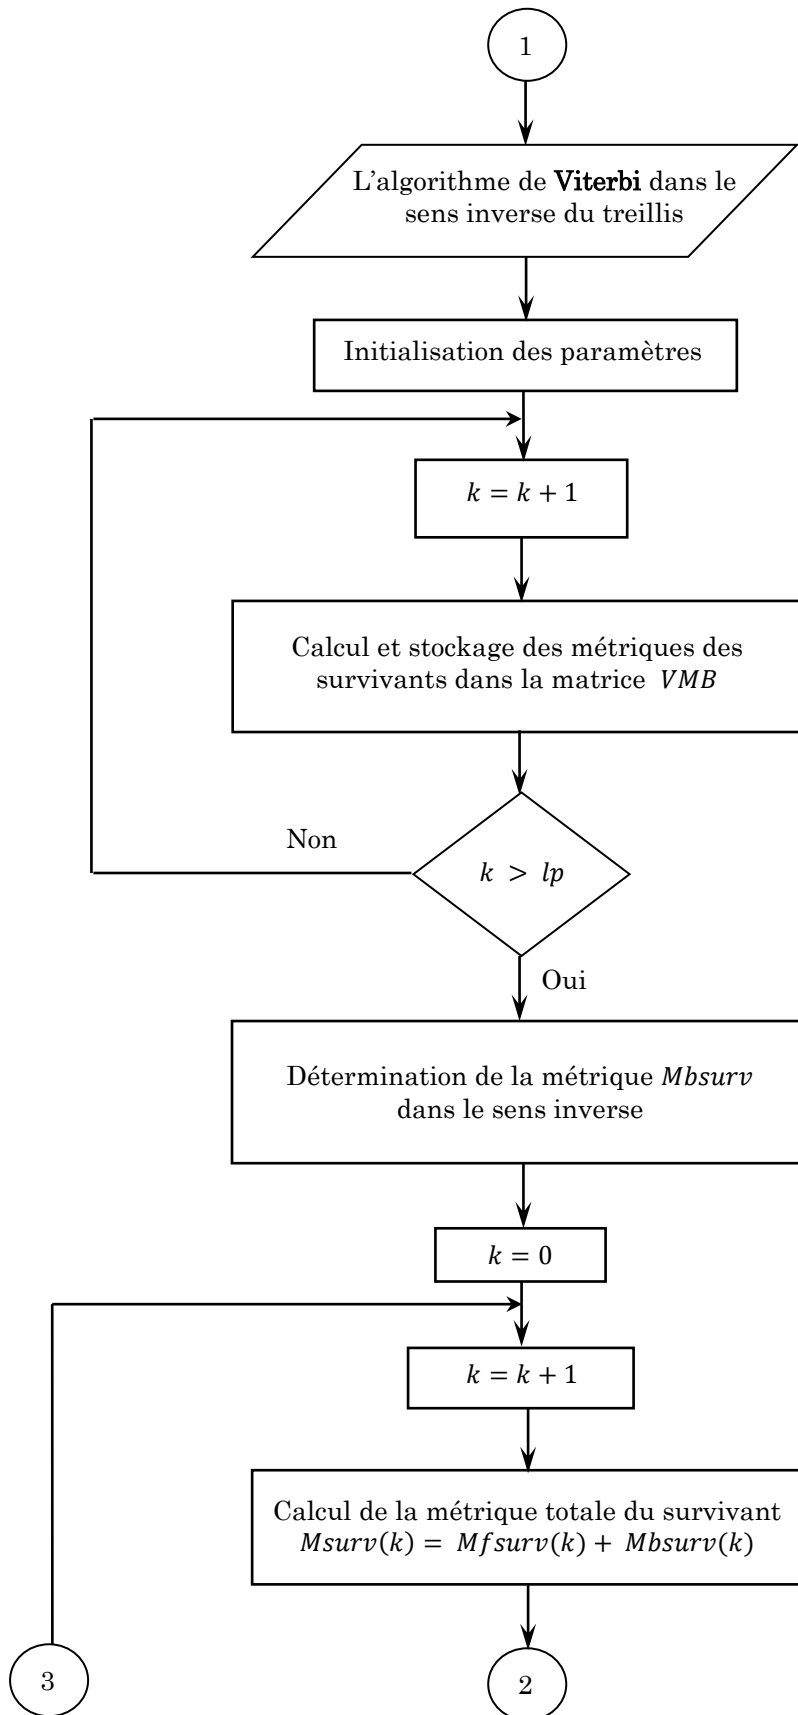 1
L'algorithme de Viterbi dans le
sens inverse du treillis
Initialisation des paramètres
k = k + 1
Calcul et stockage des métriques des
survivants dans la matrice VMB
Non
k > lp
Oui
Détermination de la métrique Mbsurv
dans le sens inverse
k = 0
k = k + 1
Calcul de la métrique totale du survivant
Msurv(k) = Mfsurv(k) + Mbsurv(k)
3
2